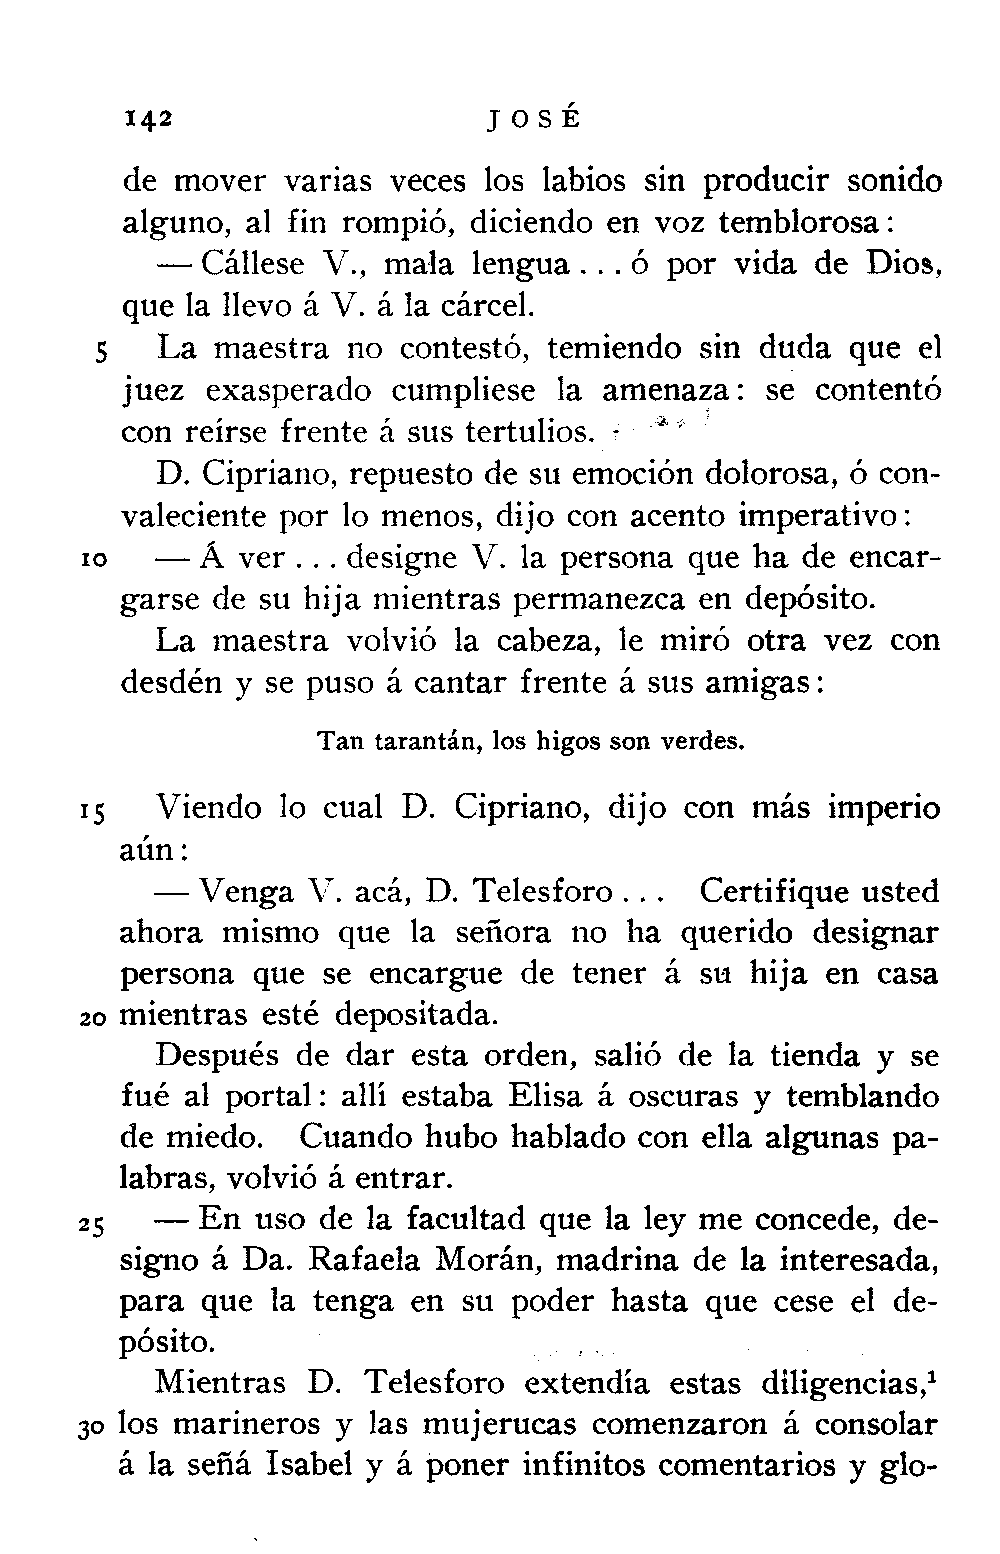 142 JOSÉ
de mover varias veces los labios sin producir sonido
alguno, al fin rompió, diciendo en voz temblorosa:
— Cállese V., mala lengua . . . ó por vida de Dios,
que la llevo á V. á la cárcel.
5 La maestra no contestó, temiendo sin duda que el
juez exasperado cumpliese la amenaza: se contentó
con reírse frente á sus tertulios.
D. Cipriano, repuesto de su emoción dolorosa, ó con-
valeciente por lo menos, dijo con acento imperativo:
10 — Á ver . . . designe V. la persona que ha de encar-
garse de su hija mientras permanezca en depósito.
La maestra volvió la cabeza, le miró otra vez con
desdén y se puso á cantar frente á sus amigas:
Tan tarantán, los higos son verdes.
15 Viendo lo cual D. Cipriano, dijo con más imperio
aún:
— Venga V. acá, D. Telesforo . . . Certifique usted
ahora mismo que la señora no ha querido designar
persona que se encargue de tener á su hija en casa
20 mientras esté depositada.
Después de dar esta orden, salió de la tienda y se
fué al portal: allí estaba Elisa á oscuras y temblando
de miedo. Cuando hubo hablado con ella algunas pa-
labras, volvió á entrar.
25 — En uso de la facultad que la ley me concede, de-
signo á Da. Rafaela Morán, madrina de la interesada,
para que la tenga en su poder hasta que cese el de-
pósito.
Mientras D. Telesforo extendía estas diligencias,¹
30 los marineros y las mujerucas comenzaron á consolar
á la señá Isabel y á poner infinitos comentarios y glo-